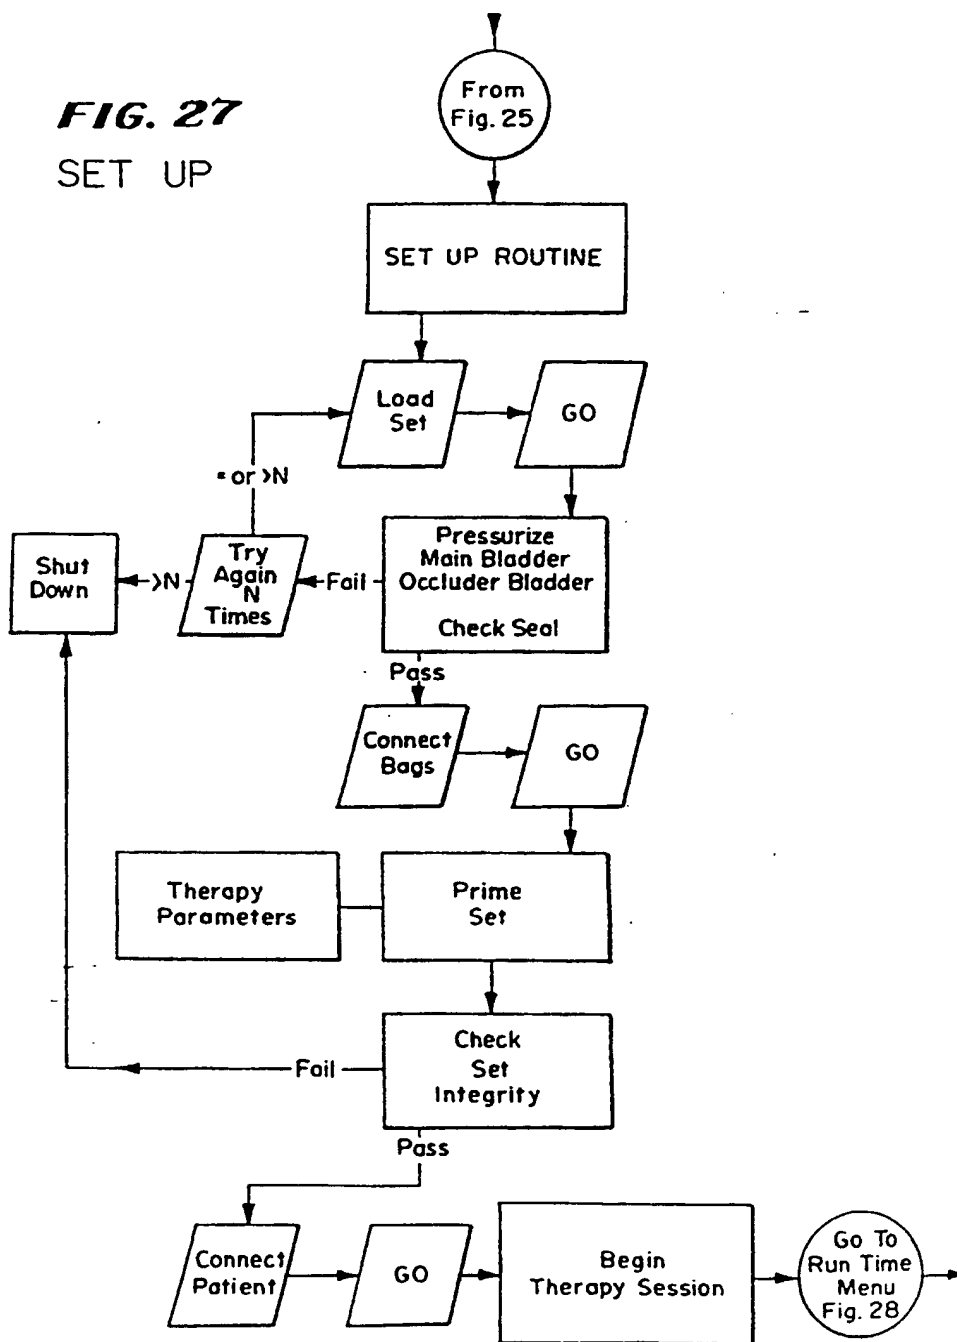 From
Fig. 25
FIG. 27
SET UP
SET UP ROUTINE
Load
Set
GO
= or >N
Pressurize
Main Bladder
Occluder Bladder
Check Seal
Fail
Try
Again
N
Times
>N
Shut
Down
Pass
Connect
Bags
GO
Therapy
Parameters
Prime
Set
Check
Set
Integrity
Fail
Pass
Connect
Patient
GO
Begin
Therapy Session
Go To
Run Time
Menu
Fig. 28